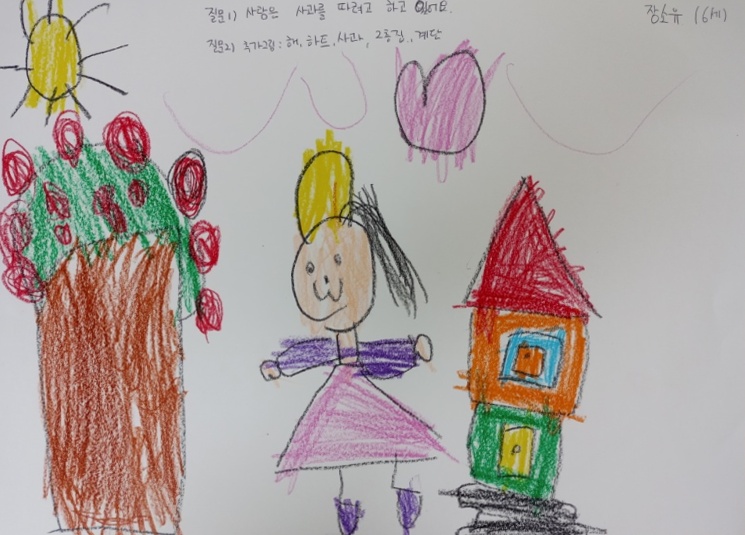 질문1) 사람은 사과를 따려고 하고 있어요.
장소유 (6세)
질문2) 추가그림 : 해, 하트, 사과, 2층집, 계단